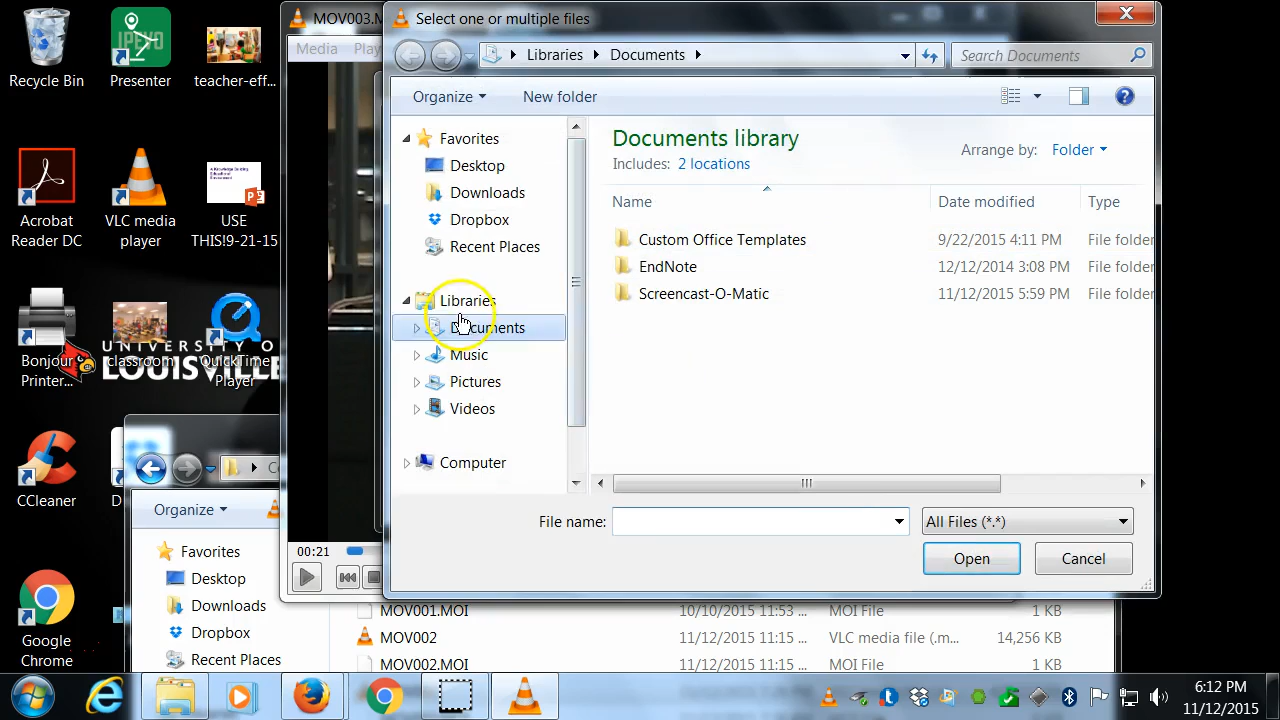 Recycle Bin
Presenter
teacher-eff...
Acrobat
Reader DC
VLC media
player
USE
THIS!9-21-15
Bonjour
Printer...
classroom
QuickTime
Player
UNIVERSITY OF
LOUISVILLE
CCleaner
D
Google
Chrome
MOV003.M
Media Play
00:21
Select one or multiple files
Libraries Documents
Search Documents
Organize
New folder
Favorites
Desktop
Downloads
Dropbox
Recent Places
Libraries
Documents
Music
Pictures
Videos
Computer
Documents library
Includes: 2 locations
Arrange by: Folder
Name Date modified Type
Custom Office Templates 9/22/2015 4:11 PM File folder
EndNote 12/12/2014 3:08 PM File folder
Screencast-O-Matic 11/12/2015 5:59 PM File folder
File name:
All Files (*.*)
Open
Cancel
Organize
Favorites
Desktop
Downloads
Dropbox
Recent Places
MOV001.MOI 10/10/2015 11:53 ... MOI File 1 KB
MOV002 11/12/2015 11:15 ... VLC media file (.m... 14,256 KB
MOV002.MOI 11/12/2015 11:15 ... MOI File 1 KB
6:12 PM
11/12/2015